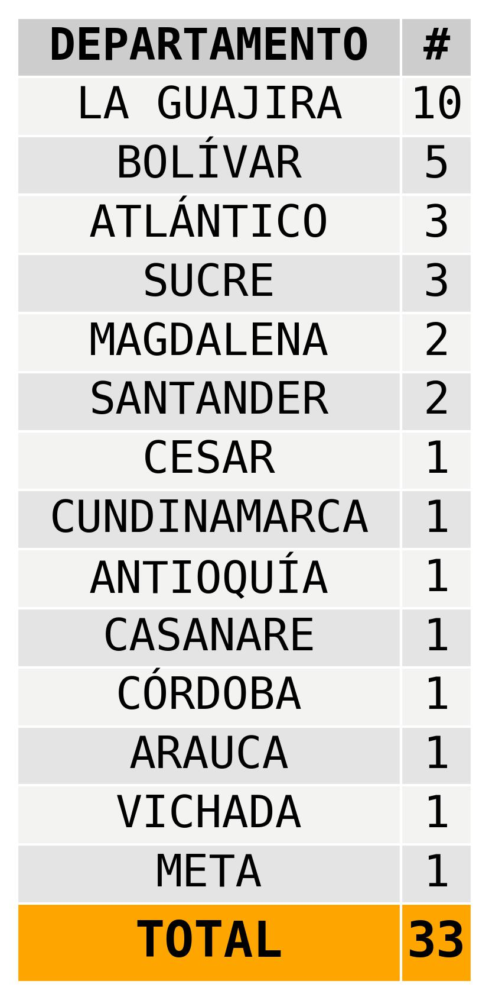 DEPARTAMENTO #
LA GUAJIRA 10
BOLÍVAR 5
ATLÁNTICO 3
SUCRE 3
MAGDALENA 2
SANTANDER 2
CESAR 1
CUNDINAMARCA 1
ANTIOQUÍA 1
CASANARE 1
CÓRDOBA 1
ARAUCA 1
VICHADA 1
META 1
TOTAL 33